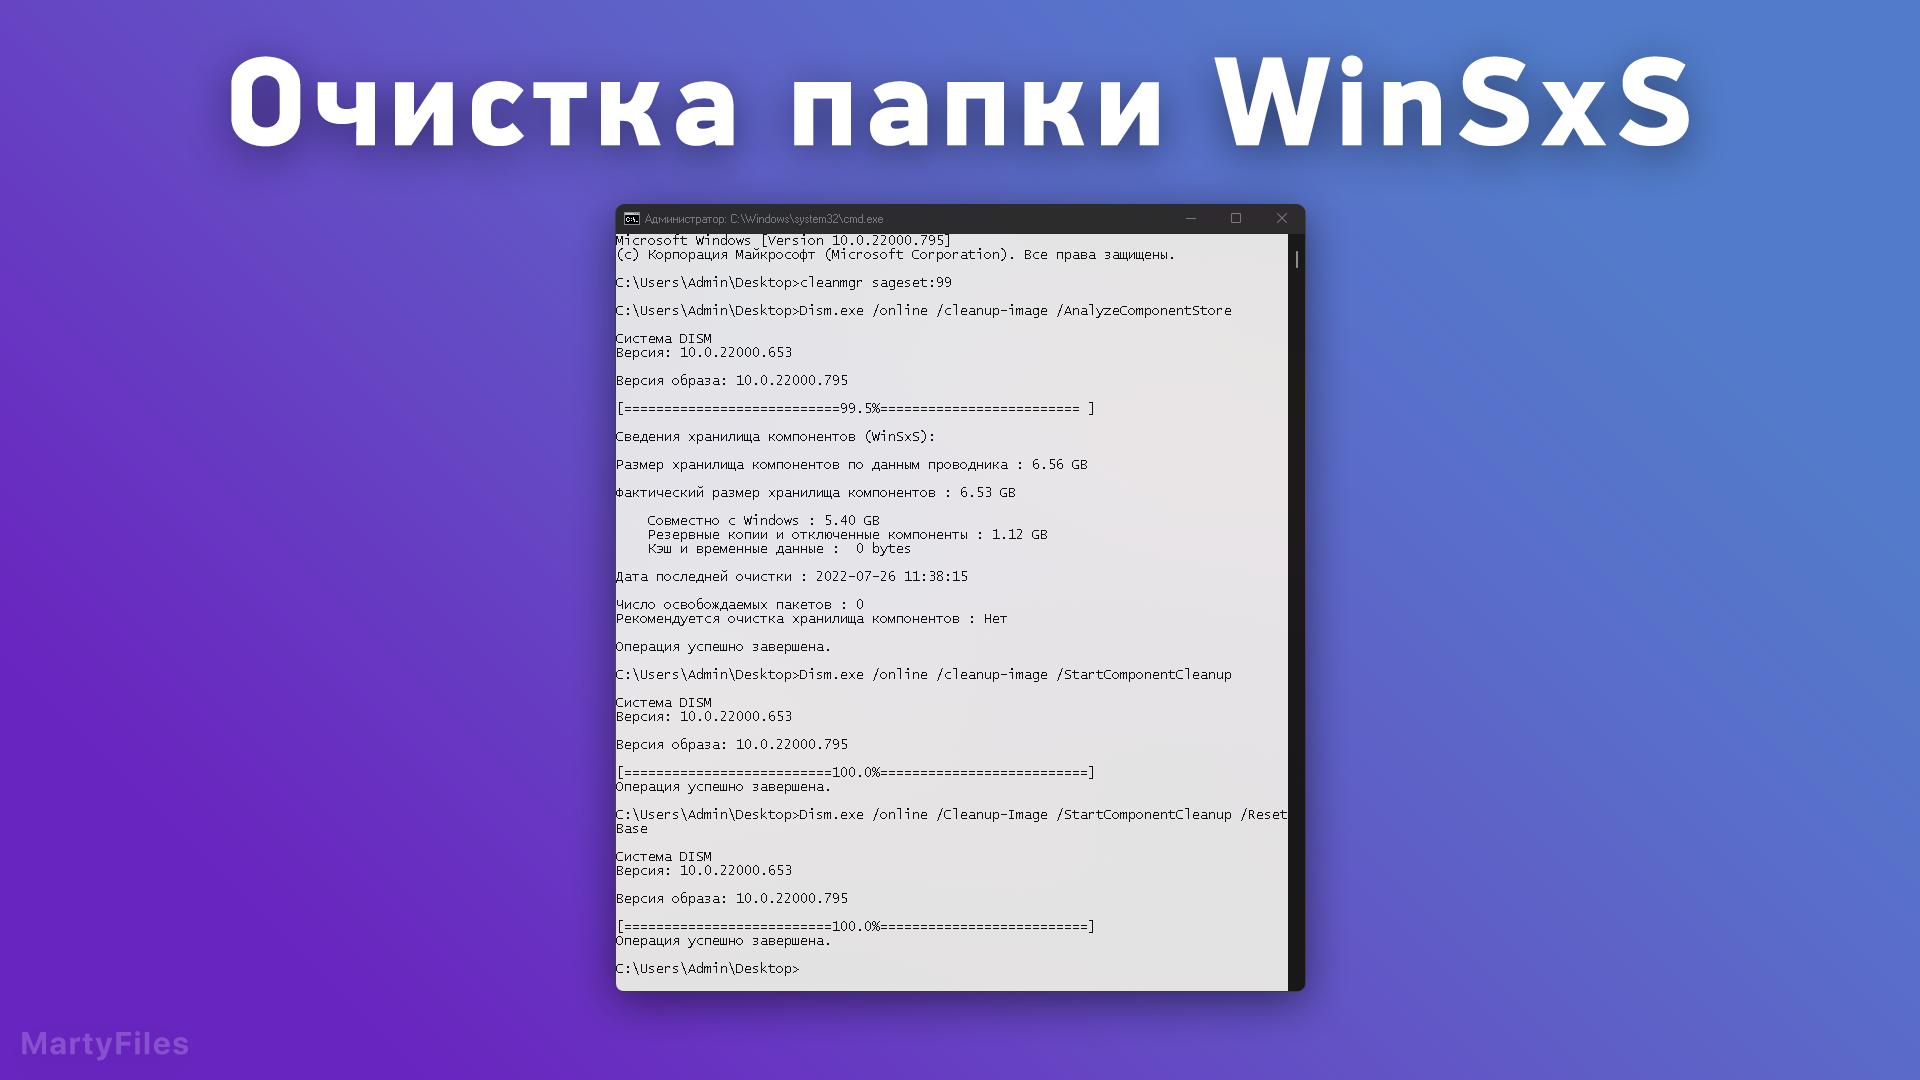 Очистка папки WinSxS
Администратор: C:\Windows\system32\cmd.exe
Microsoft Windows [Version 10.0.22000.795]
(c) Корпорация Майкрософт (Microsoft Corporation). Все права защищены.
C:\Users\Admin\Desktop>cleanmgr sageset:99
C:\Users\Admin\Desktop>Dism.exe /online /cleanup-image /AnalyzeComponentStore
Cистема DISM
Версия: 10.0.22000.653
Версия образа: 10.0.22000.795
[===========================99.5%========================= ]
Сведения хранилища компонентов (WinSxS):
Размер хранилища компонентов по данным проводника : 6.56 GB
Фактический размер хранилища компонентов : 6.53 GB
Совместно с Windows : 5.40 GB
Резервные копии и отключенные компоненты : 1.12 GB
Кэш и временные данные :  0 bytes
Дата последней очистки : 2022-07-26 11:38:15
Число освобождаемых пакетов : 0
Рекомендуется очистка хранилища компонентов : Нет
Операция успешно завершена.
C:\Users\Admin\Desktop>Dism.exe /online /cleanup-image /StartComponentCleanup
Cистема DISM
Версия: 10.0.22000.653
Версия образа: 10.0.22000.795
[==========================100.0%==========================]
Операция успешно завершена.
C:\Users\Admin\Desktop>Dism.exe /online /Cleanup-Image /StartComponentCleanup /Reset
Base
Cистема DISM
Версия: 10.0.22000.653
Версия образа: 10.0.22000.795
[==========================100.0%==========================]
Операция успешно завершена.
C:\Users\Admin\Desktop>
MartyFiles